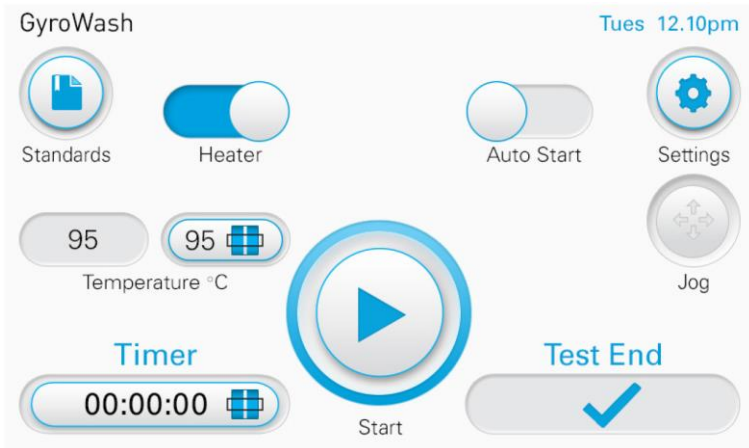 GyroWash
Tues 12.10pm
Standards
Heater
Auto Start
Settings
95
95
Temperature °C
Jog
Timer
Test End
00:00:00
Start